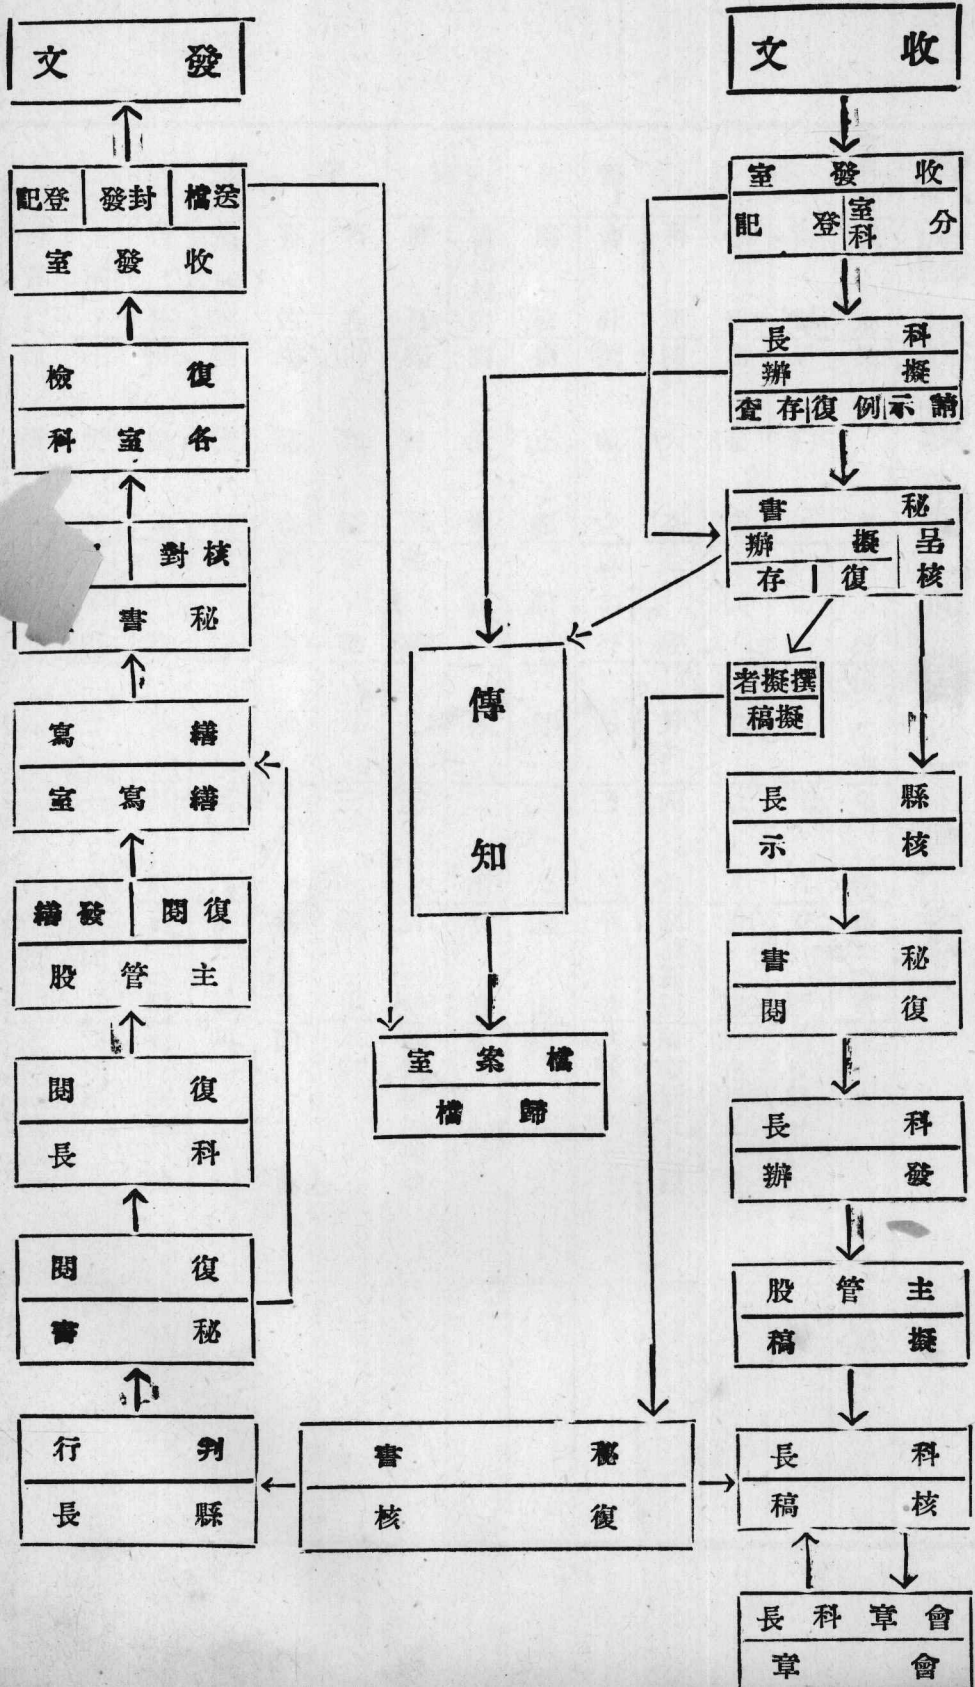 收文
收發室
分室科 登記
科長
擬辦
請示 例復 存查
秘書
呈核 擬辦
復 存
撰擬者
擬稿
縣長
核示
秘書
復閱
科長
發辦
主管股
擬稿
科長
核稿
會章科長
會章
秘書
復核
傳知
檔案室
歸檔
發文
送檔 封發 登記
收發室
復檢
各室科
核對
秘書
繕寫
繕寫室
復閱 發繕
主管股
復閱
科長
復閱
秘書
判行
縣長